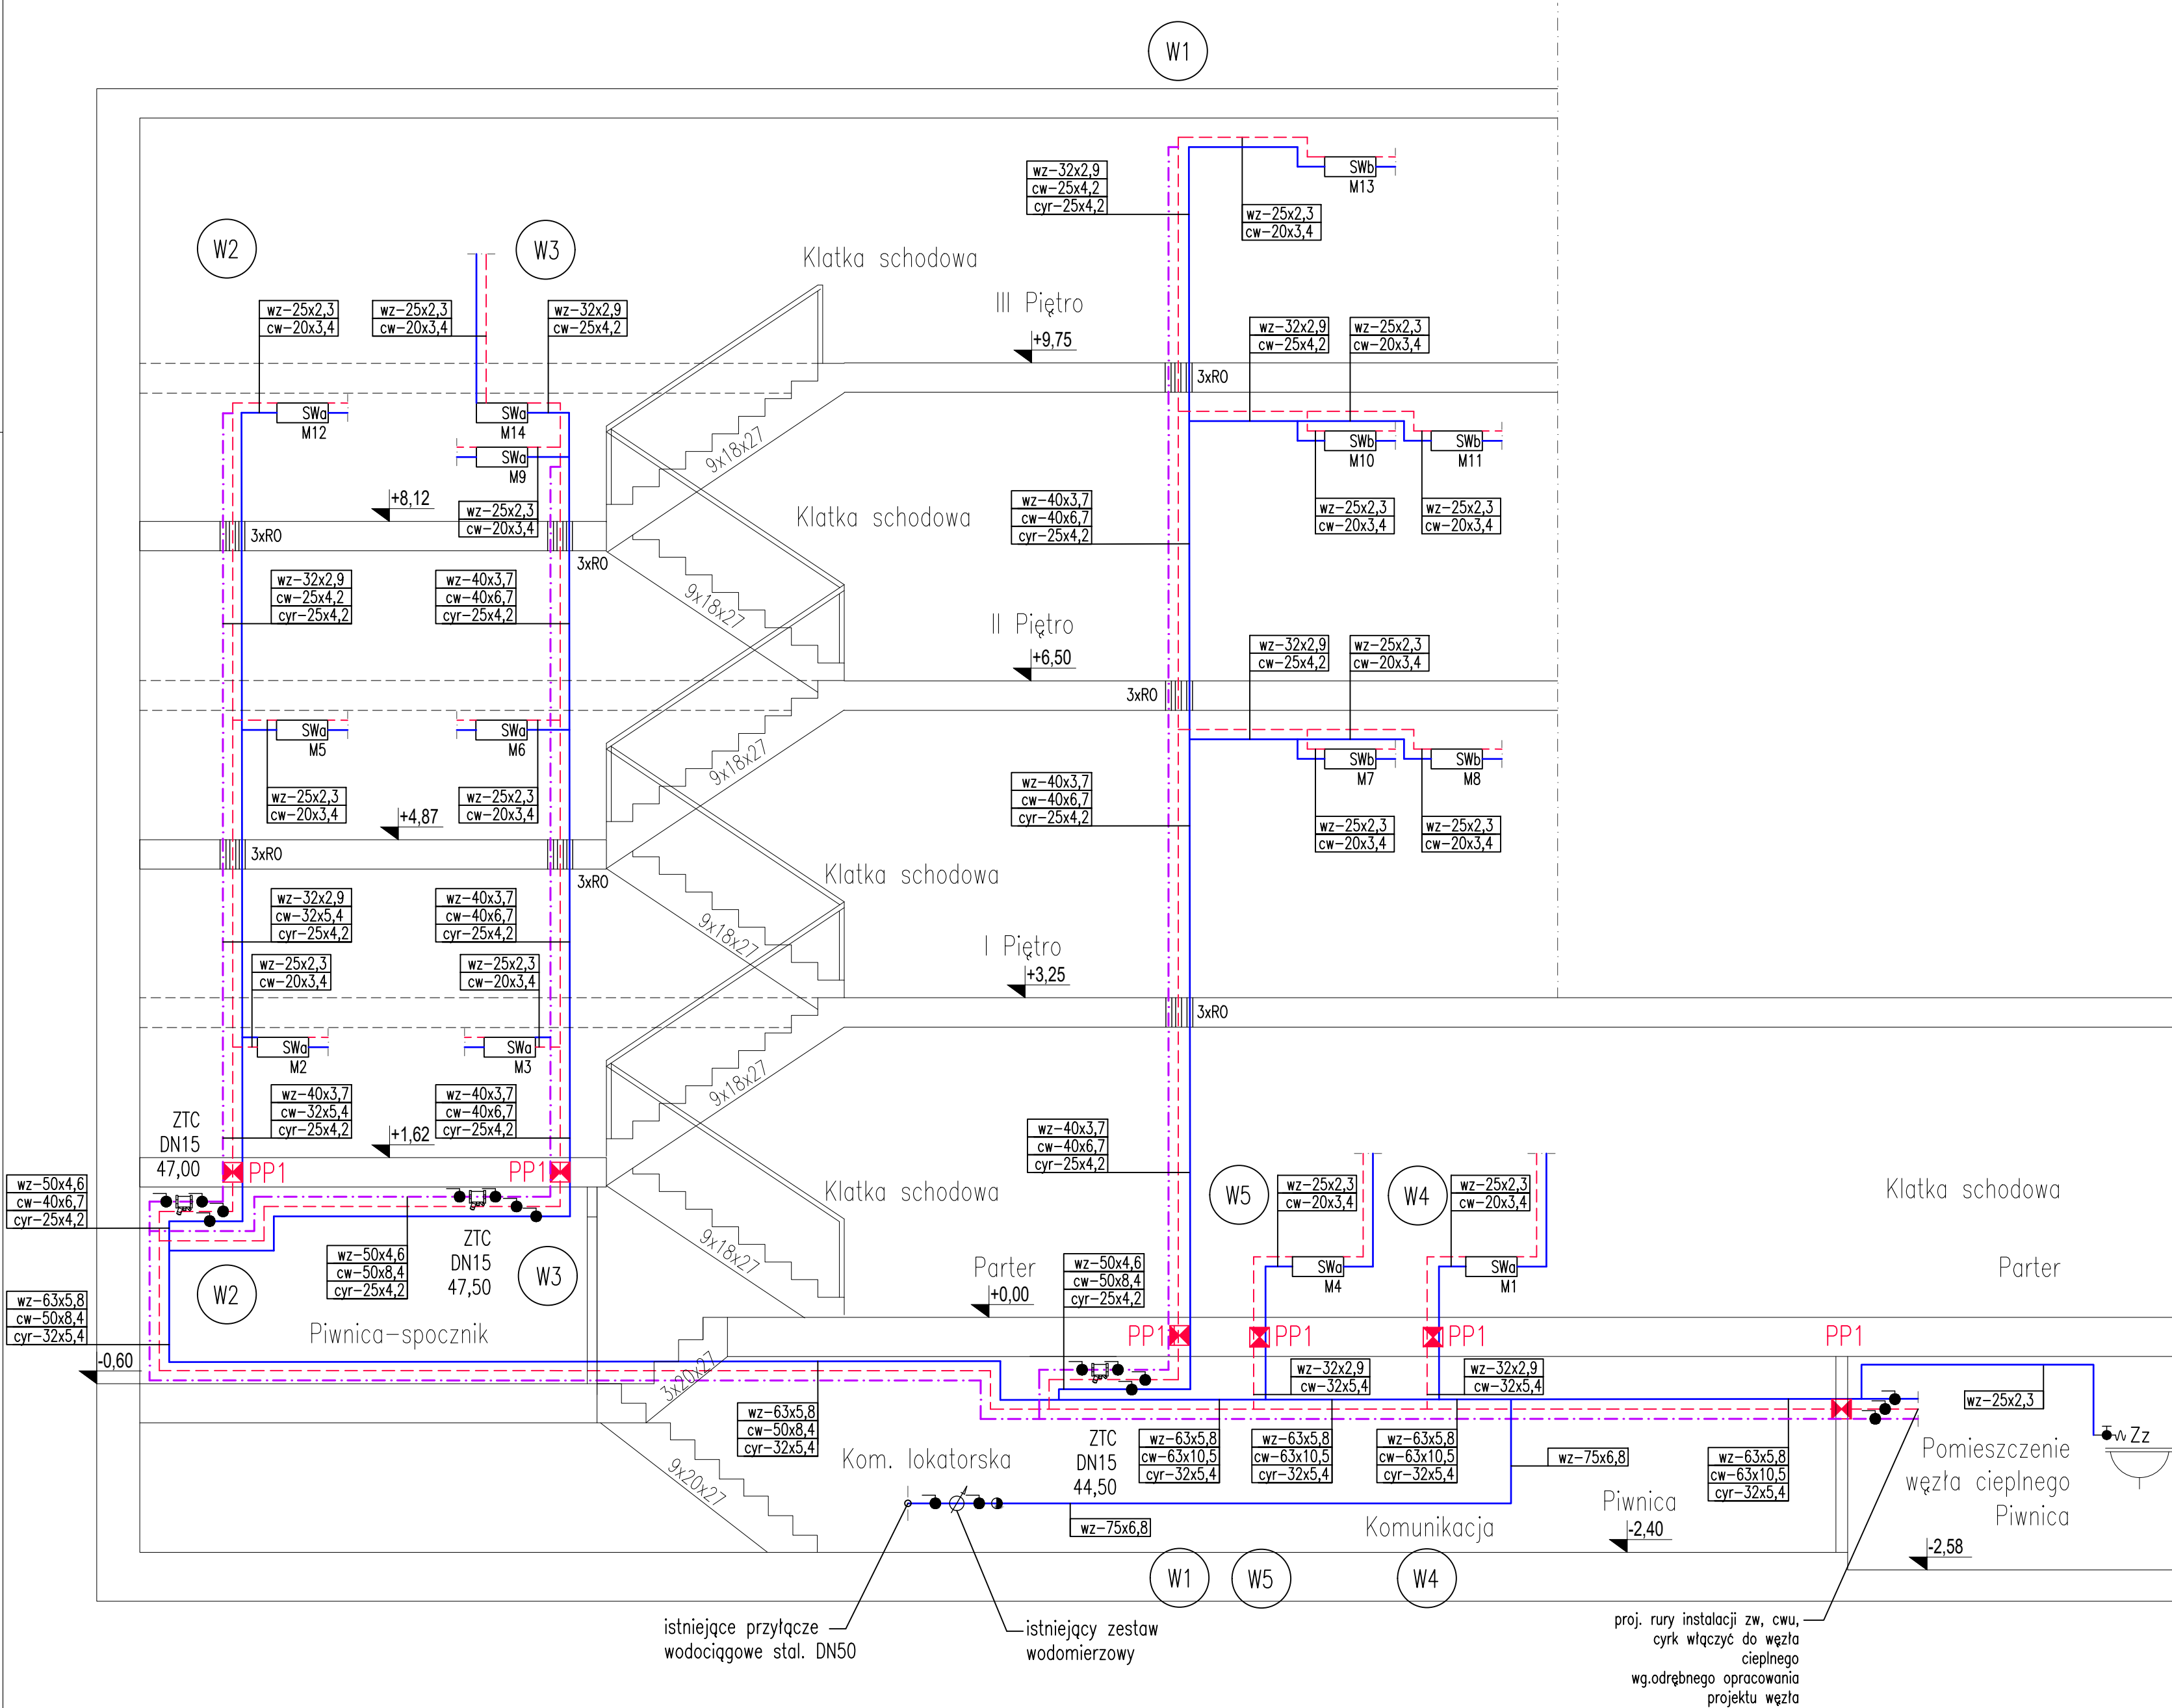 W1
wz-32x2,9
cw-25x4,2
cyr-25x4,2
SWb
M13
wz-25x2,3
cw-20x3,4
W2
W3
Klatka schodowa
III Piętro
+9,75
wz-25x2,3
cw-20x3,4
wz-25x2,3
cw-20x3,4
wz-32x2,9
cw-25x4,2
wz-32x2,9
cw-25x4,2
wz-25x2,3
cw-20x3,4
3xRO
SWa
M12
SWa
M14
SWa
M9
9x18x27
SWb
M10
SWb
M11
+8,12
wz-25x2,3
cw-20x3,4
Klatka schodowa
wz-40x3,7
cw-40x6,7
cyr-25x4,2
wz-25x2,3
cw-20x3,4
wz-25x2,3
cw-20x3,4
3xRO
3xRO
wz-32x2,9
cw-25x4,2
cyr-25x4,2
wz-40x3,7
cw-40x6,7
cyr-25x4,2
9x18x27
II Piętro
+6,50
wz-32x2,9
cw-25x4,2
wz-25x2,3
cw-20x3,4
3xRO
SWa
M5
SWa
M6
9x18x27
SWb
M7
SWb
M8
wz-25x2,3
cw-20x3,4
wz-25x2,3
cw-20x3,4
wz-40x3,7
cw-40x6,7
cyr-25x4,2
+4,87
wz-25x2,3
cw-20x3,4
wz-25x2,3
cw-20x3,4
3xRO
3xRO
Klatka schodowa
wz-32x2,9
cw-32x5,4
cyr-25x4,2
wz-40x3,7
cw-40x6,7
cyr-25x4,2
9x18x27
I Piętro
+3,25
wz-25x2,3
cw-20x3,4
wz-25x2,3
cw-20x3,4
3xRO
SWa
M2
SWa
M3
9x18x27
wz-40x3,7
cw-32x5,4
cyr-25x4,2
wz-40x3,7
cw-40x6,7
cyr-25x4,2
ZTC
DN15
47,00
+1,62
PP1
PP1
wz-40x3,7
cw-40x6,7
cyr-25x4,2
wz-50x4,6
cw-40x6,7
cyr-25x4,2
Klatka schodowa
W5
wz-25x2,3
cw-20x3,4
W4
wz-25x2,3
cw-20x3,4
Klatka schodowa
9x18x27
wz-50x4,6
cw-50x8,4
cyr-25x4,2
ZTC
DN15
47,50
W3
W2
Parter
+0,00
wz-50x4,6
cw-50x8,4
cyr-25x4,2
SWa
M4
SWa
M1
Parter
wz-63x5,8
cw-50x8,4
cyr-32x5,4
Piwnica-spocznik
PP1
PP1
PP1
PP1
-0,60
3x20x27
wz-32x2,9
cw-32x5,4
wz-32x2,9
cw-32x5,4
wz-25x2,3
wz-63x5,8
cw-50x8,4
cyr-32x5,4
ZTC
DN15
44,50
wz-63x5,8
cw-63x10,5
cyr-32x5,4
wz-63x5,8
cw-63x10,5
cyr-32x5,4
wz-63x5,8
cw-63x10,5
cyr-32x5,4
wz-75x6,8
wz-63x5,8
cw-63x10,5
cyr-32x5,4
Zz
Pomieszczenie
węzła cieplnego
Piwnica
9x20x27
Kom. lokatorska
wz-75x6,8
Komunikacja
Piwnica
-2,40
-2,58
W1
W5
W4
istniejące przyłącze
wodociągowe stal. DN50
istniejący zestaw
wodomierzowy
proj. rury instalacji zw, cwu,
cyrk włączyć do węzła
cieplnego
wg.odrębnego opracowania
projektu węzła